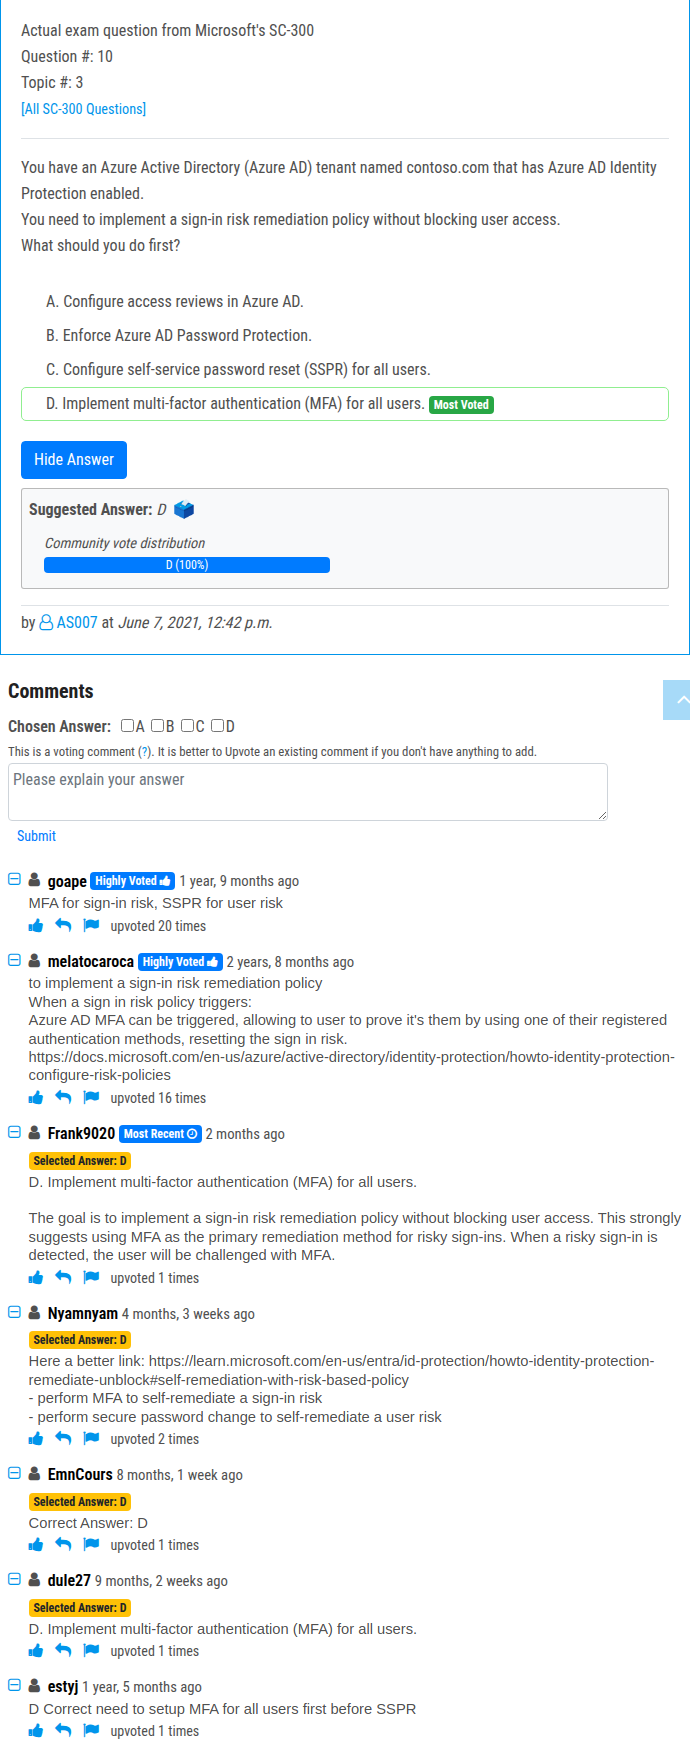 Actual exam question from Microsoft's SC-300
Question #: 10
Topic #: 3
[All SC-300 Questions]
You have an Azure Active Directory (Azure AD) tenant named contoso.com that has Azure AD Identity
Protection enabled.
You need to implement a sign-in risk remediation policy without blocking user access.
What should you do first?
A. Configure access reviews in Azure AD.
B. Enforce Azure AD Password Protection.
C. Configure self-service password reset (SSPR) for all users.
D. Implement multi-factor authentication (MFA) for all users. Most Voted
Hide Answer
Suggested Answer: D
Community vote distribution
D (100%)
by AS007 at June 7, 2021, 12:42 p.m.
Comments
Chosen Answer: A B C D
This is a voting comment (?). It is better to Upvote an existing comment if you don't have anything to add.
Please explain your answer
Submit
goape Highly Voted 1 year, 9 months ago
MFA for sign-in risk, SSPR for user risk
upvoted 20 times
melatocaroca Highly Voted 2 years, 8 months ago
to implement a sign-in risk remediation policy
When a sign in risk policy triggers:
Azure AD MFA can be triggered, allowing to user to prove it's them by using one of their registered
authentication methods, resetting the sign in risk.
https://docs.microsoft.com/en-us/azure/active-directory/identity-protection/howto-identity-protection-
configure-risk-policies
upvoted 16 times
Frank9020 Most Recent 2 months ago
Selected Answer: D
D. Implement multi-factor authentication (MFA) for all users.
The goal is to implement a sign-in risk remediation policy without blocking user access. This strongly
suggests using MFA as the primary remediation method for risky sign-ins. When a risky sign-in is
detected, the user will be challenged with MFA.
upvoted 1 times
Nyamnyam 4 months, 3 weeks ago
Selected Answer: D
Here a better link: https://learn.microsoft.com/en-us/entra/id-protection/howto-identity-protection-
remediate-unblock#self-remediation-with-risk-based-policy
- perform MFA to self-remediate a sign-in risk
- perform secure password change to self-remediate a user risk
upvoted 2 times
EmnCours 8 months, 1 week ago
Selected Answer: D
Correct Answer: D
upvoted 1 times
dule27 9 months, 2 weeks ago
Selected Answer: D
D. Implement multi-factor authentication (MFA) for all users.
upvoted 1 times
estyj 1 year, 5 months ago
D Correct need to setup MFA for all users first before SSPR
upvoted 1 times